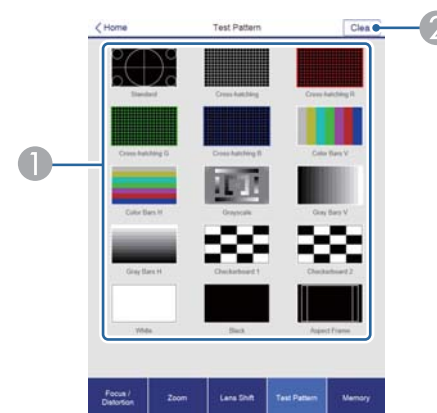 Home Test Pattern Clea
2
Standard Cross-hatching Cross-hatching R
1
Cross-hatching G Cross-hatching B Color Bars V
Color Bars H Grayscale Gray Bars V
Gray Bars H Checkerboard 1 Checkerboard 2
White Black Aspect Frame
Focus / Distortion Zoom Lens Shift Test Pattern Memory